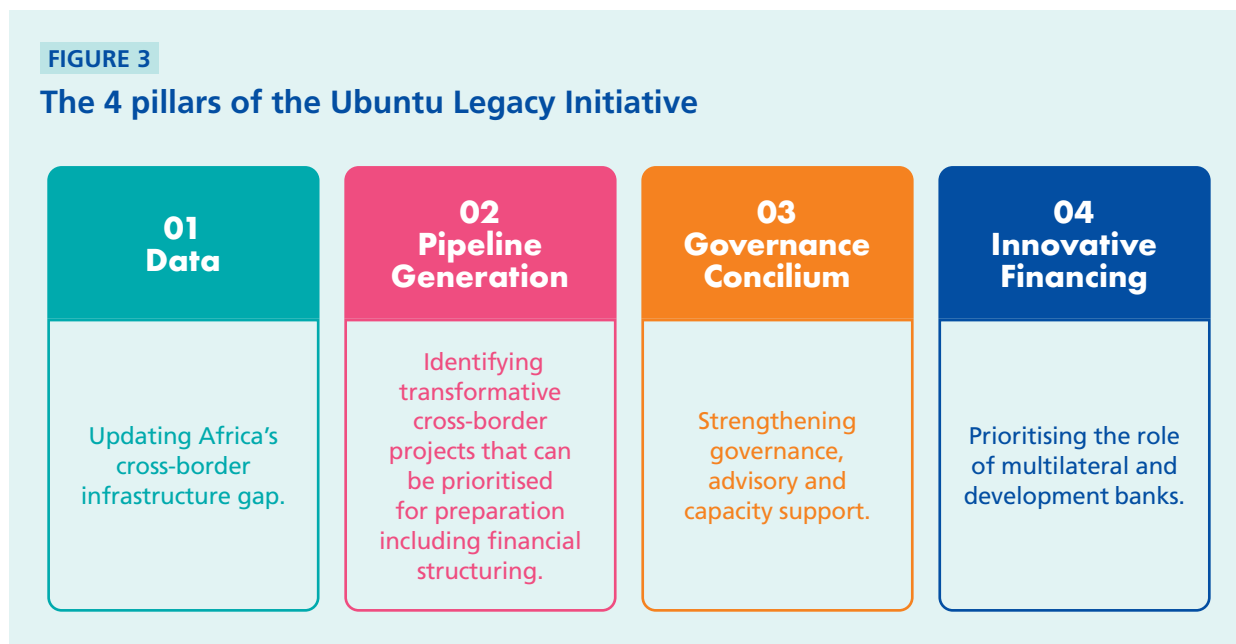 FIGURE 3
The 4 pillars of the Ubuntu Legacy Initiative
01
Data
Updating Africa’s
cross-border
infrastructure gap.
02
Pipeline
Generation
Identifying
transformative
cross-border
projects that can
be prioritised
for preparation
including financial
structuring.
03
Governance
Concilium
Strengthening
governance,
advisory and
capacity support.
04
Innovative
Financing
Prioritising the role
of multilateral and
development banks.